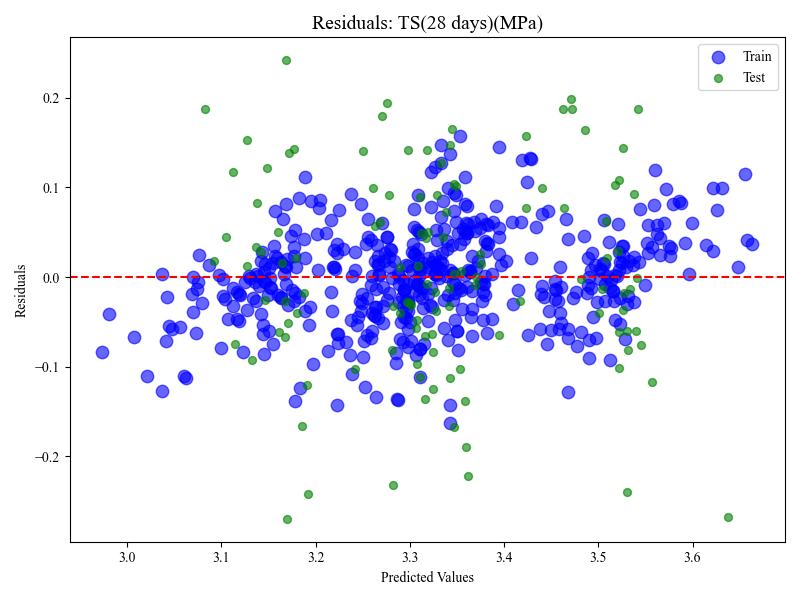 Residuals: TS(28 days)(MPa)
Train
Test
Residuals
0.2
0.1
0.0
−0.1
−0.2
3.0 3.1 3.2 3.3 3.4 3.5 3.6
Predicted Values